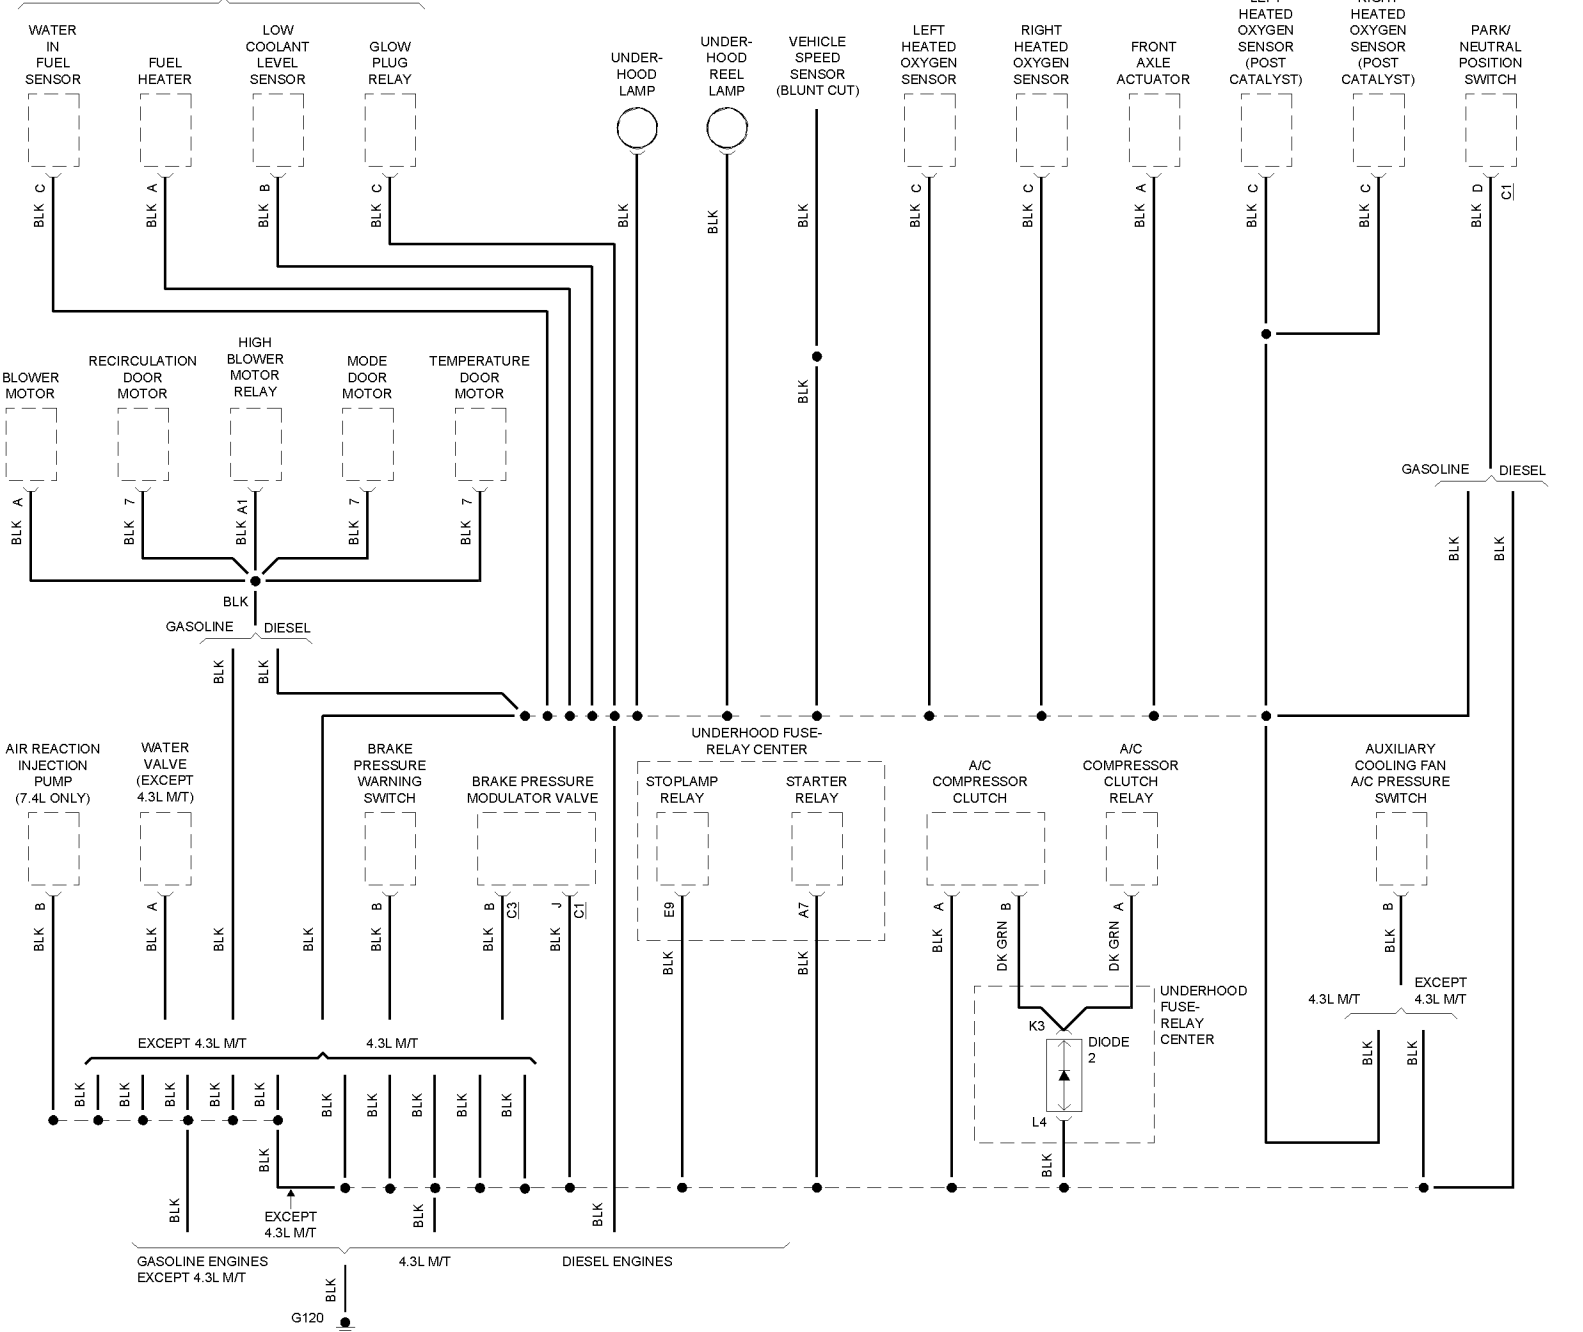 WATER
IN
FUEL
SENSOR
FUEL
HEATER
LOW
COOLANT
LEVEL
SENSOR
GLOW
PLUG
RELAY
UNDER-
HOOD
LAMP
UNDER-
HOOD
REEL
LAMP
VEHICLE
SPEED
SENSOR
(BLUNT CUT)
LEFT
HEATED
OXYGEN
SENSOR
RIGHT
HEATED
OXYGEN
SENSOR
FRONT
AXLE
ACTUATOR
LEFT
HEATED
OXYGEN
SENSOR
(POST
CATALYST)
RIGHT
HEATED
OXYGEN
SENSOR
(POST
CATALYST)
PARK/
NEUTRAL
POSITION
SWITCH
BLK C
BLK A
BLK B
BLK C
BLK
BLK
BLK
BLK C
BLK C
BLK A
BLK C
BLK C
BLK D
C1
BLK
BLOWER
MOTOR
RECIRCULATION
DOOR
MOTOR
HIGH
BLOWER
MOTOR
RELAY
MODE
DOOR
MOTOR
TEMPERATURE
DOOR
MOTOR
BLK A
BLK 7
BLK A1
BLK 7
BLK 7
GASOLINE
DIESEL
BLK
BLK
BLK
GASOLINE
DIESEL
BLK
BLK
AIR REACTION
INJECTION
PUMP
(7.4L ONLY)
WATER
VALVE
(EXCEPT
4.3L M/T)
BRAKE
PRESSURE
WARNING
SWITCH
BRAKE PRESSURE
MODULATOR VALVE
UNDERHOOD FUSE-
RELAY CENTER
STOPLAMP
RELAY
STARTER
RELAY
A/C
COMPRESSOR
CLUTCH
A/C
COMPRESSOR
CLUTCH
RELAY
AUXILIARY
COOLING FAN
A/C PRESSURE
SWITCH
BLK B
BLK A
BLK
BLK
BLK B
BLK B
C3
BLK J
C1
E9
BLK
A7
BLK
BLK A
DK GRN B
DK GRN A
BLK B
UNDERHOOD
FUSE-
RELAY
CENTER
K3
DIODE
2
L4
BLK
4.3L M/T
EXCEPT
4.3L M/T
BLK
BLK
EXCEPT 4.3L M/T
4.3L M/T
BLK
BLK
BLK
BLK
BLK
BLK
BLK
BLK
BLK
BLK
BLK
EXCEPT
4.3L M/T
BLK
BLK
BLK
GASOLINE ENGINES
EXCEPT 4.3L M/T
4.3L M/T
DIESEL ENGINES
BLK
G120